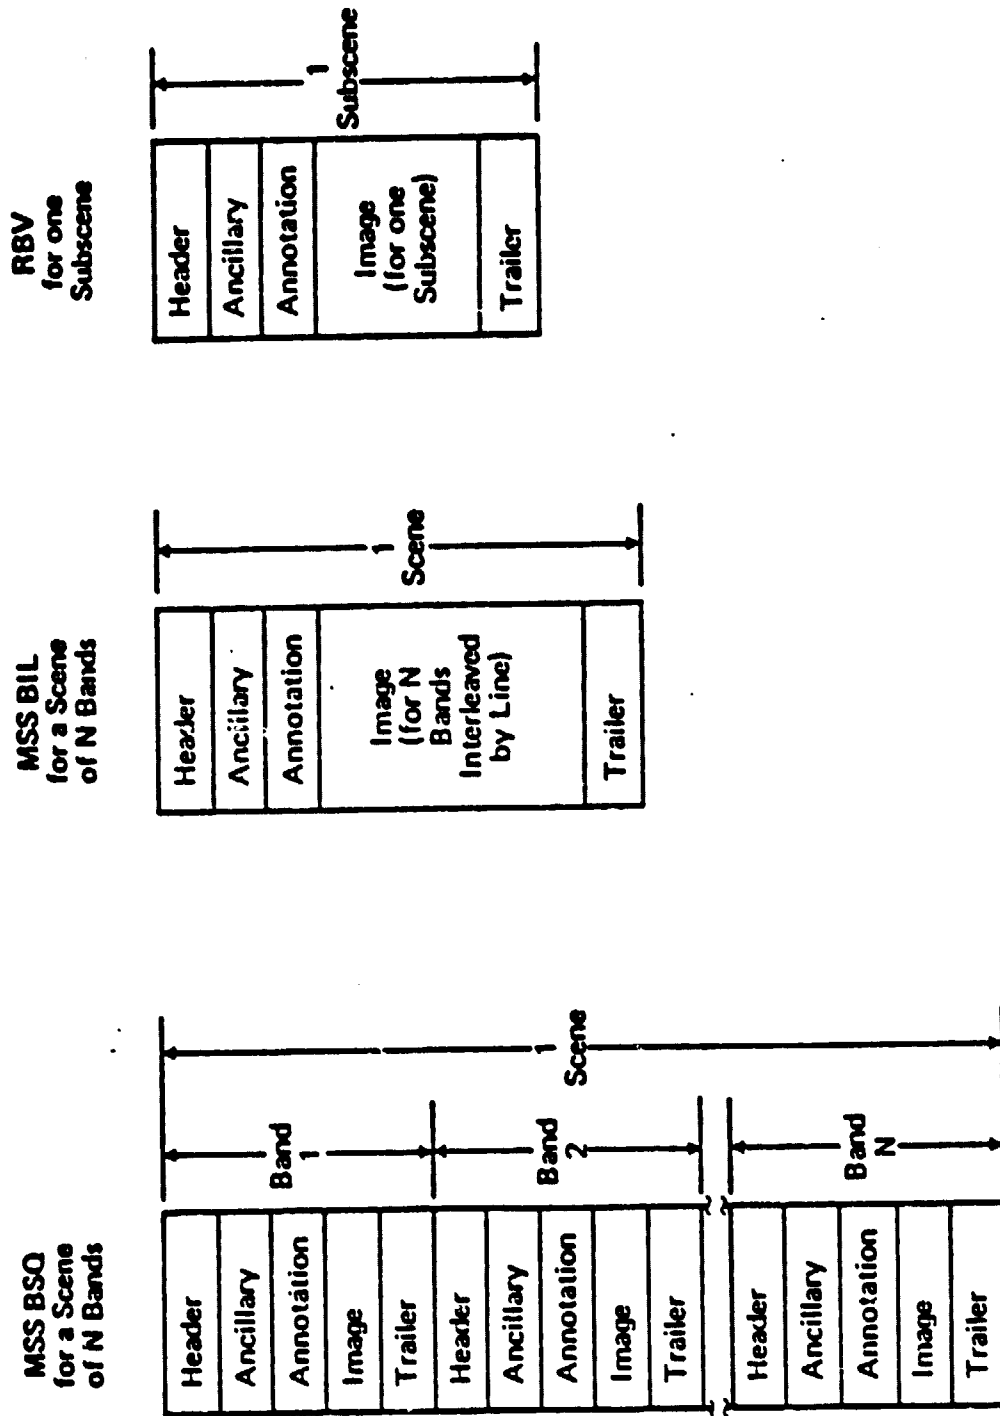 MSS BSQ
for a Scene
of N Bands
Header
Ancillary
Annotation
Image
Trailer
Header
Ancillary
Annotation
Image
Trailer
Header
Ancillary
Annotation
Image
Trailer
Band
1
Band
2
Band
N
1
Scene
MSS BIL
for a Scene
of N Bands
Header
Ancillary
Annotation
Image
(for N
Bands
Interleaved
by Line)
Trailer
1
Scene
RBV
for one
Subscene
Header
Ancillary
Annotation
Image
(for one
Subscene)
Trailer
1
Subscene